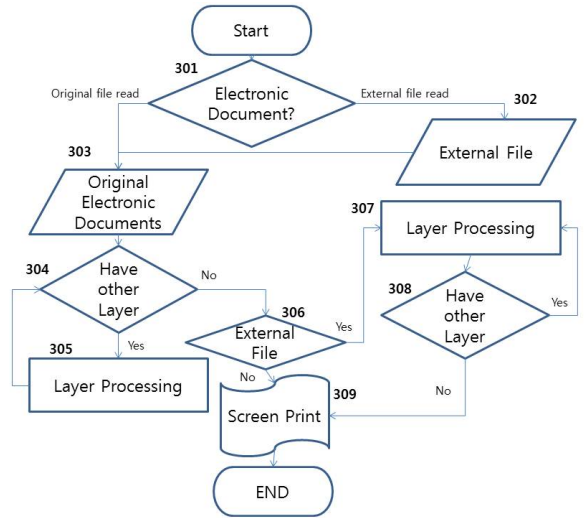 Start
301
Original file read
Electronic
Document?
External file read
302
External File
303
Original
Electronic
Documents
307
Layer Processing
304
Have
other
Layer
No
308
Have
other
Layer
Yes
306
External
File
Yes
305
Yes
Layer Processing
No
309
Screen Print
No
END